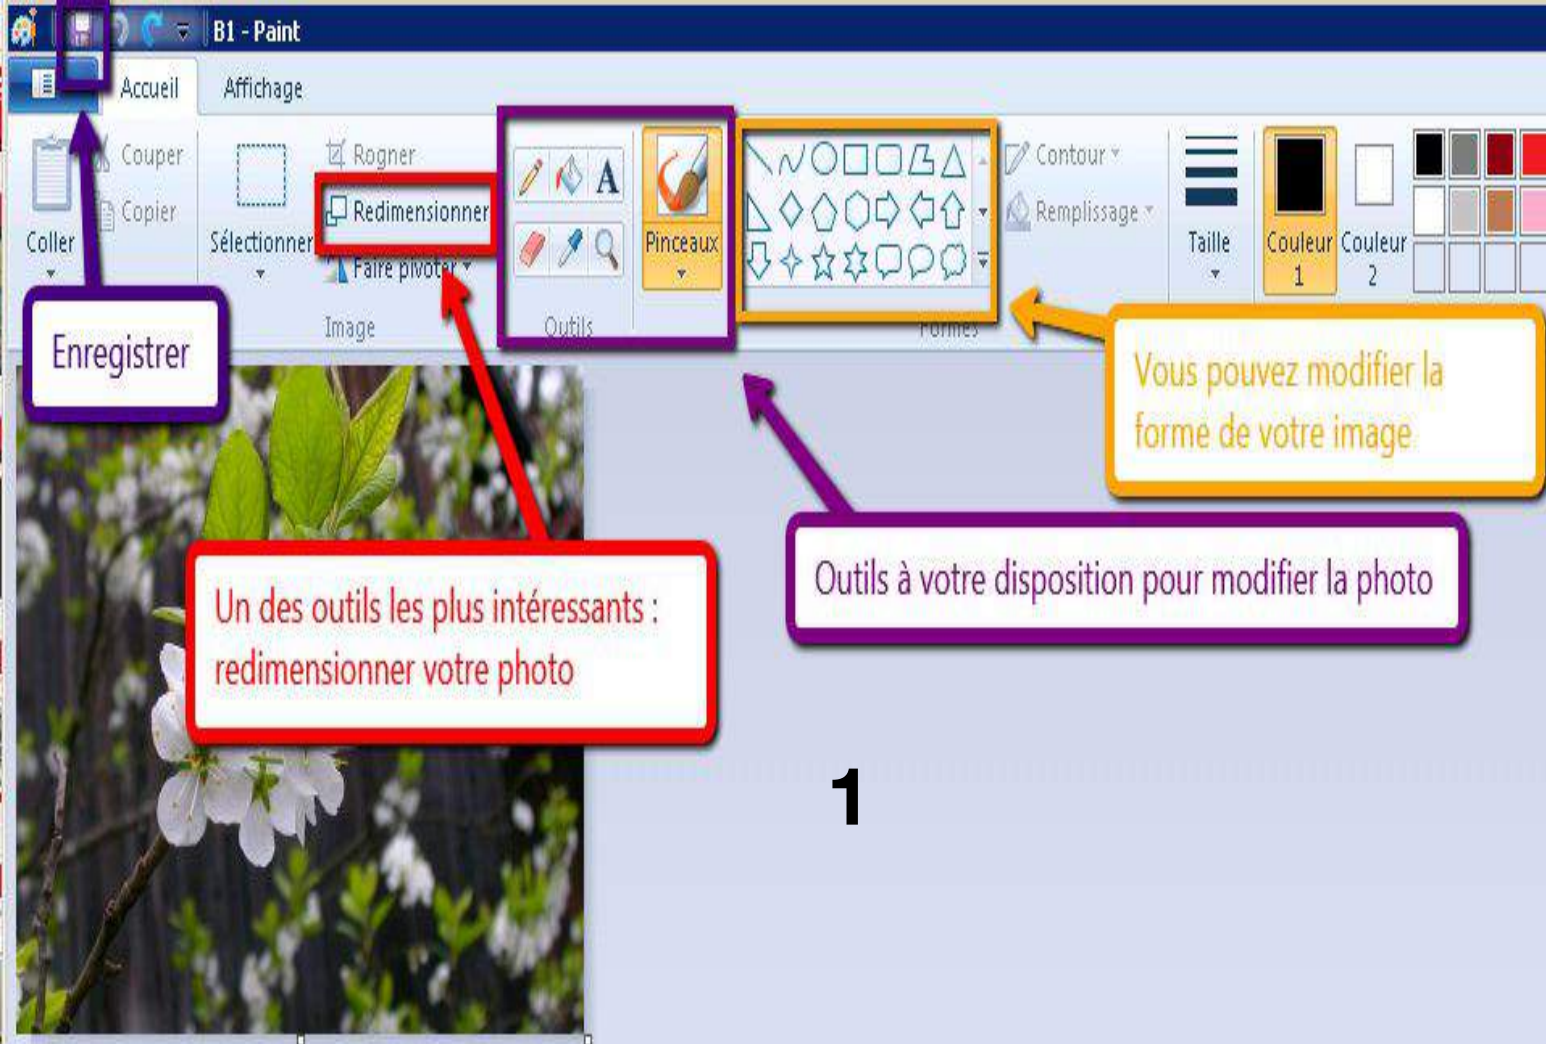 B1 - Paint
Accueil
Affichage
Couper
Copier
Coller
Sélectionner
Rogner
Redimensionner
Faire pivoter
Image
Outils
Pinceaux
Formes
Contour
Remplissage
Taille
Couleur
1
Couleur
2
Enregistrer
Vous pouvez modifier la
forme de votre image
Outils à votre disposition pour modifier la photo
Un des outils les plus intéressants :
redimensionner votre photo
1